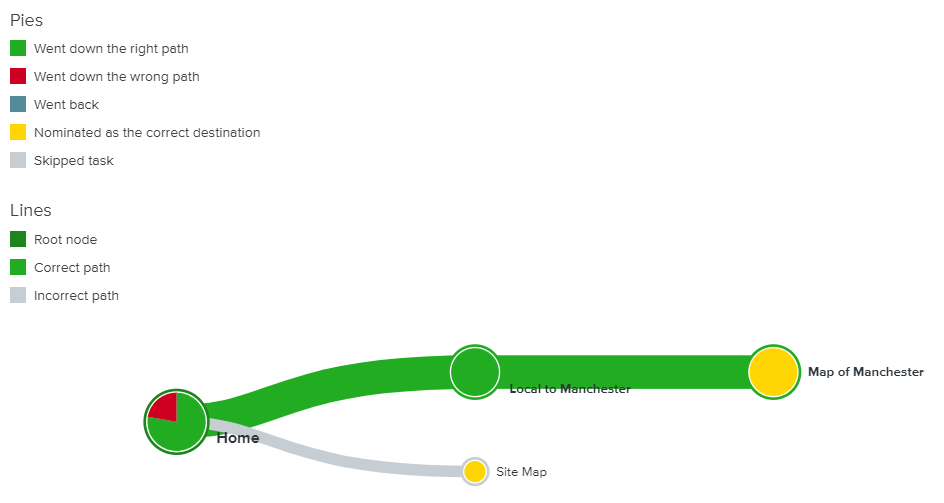 Pies
Went down the right path
Went down the wrong path
Went back
Nominated as the correct destination
Skipped task
Lines
Root node
Correct path
Incorrect path
Map of Manchester
Local to Manchester
Home
Site Map